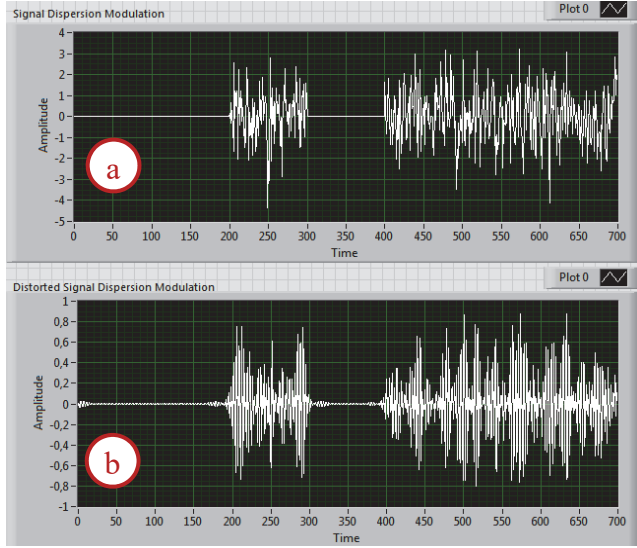 Signal Dispersion Modulation
Plot 0
4
3
2
1
0
-1
-2
-3
-4
-5
Amplitude
a
0 50 100 150 200 250 300 350 400 450 500 550 600 650 700
Time
Distorted Signal Dispersion Modulation
Plot 0
1
0,8
0,6
0,4
0,2
0
-0,2
-0,4
-0,6
-0,8
-1
Amplitude
b
0 50 100 150 200 250 300 350 400 450 500 550 600 650 700
Time